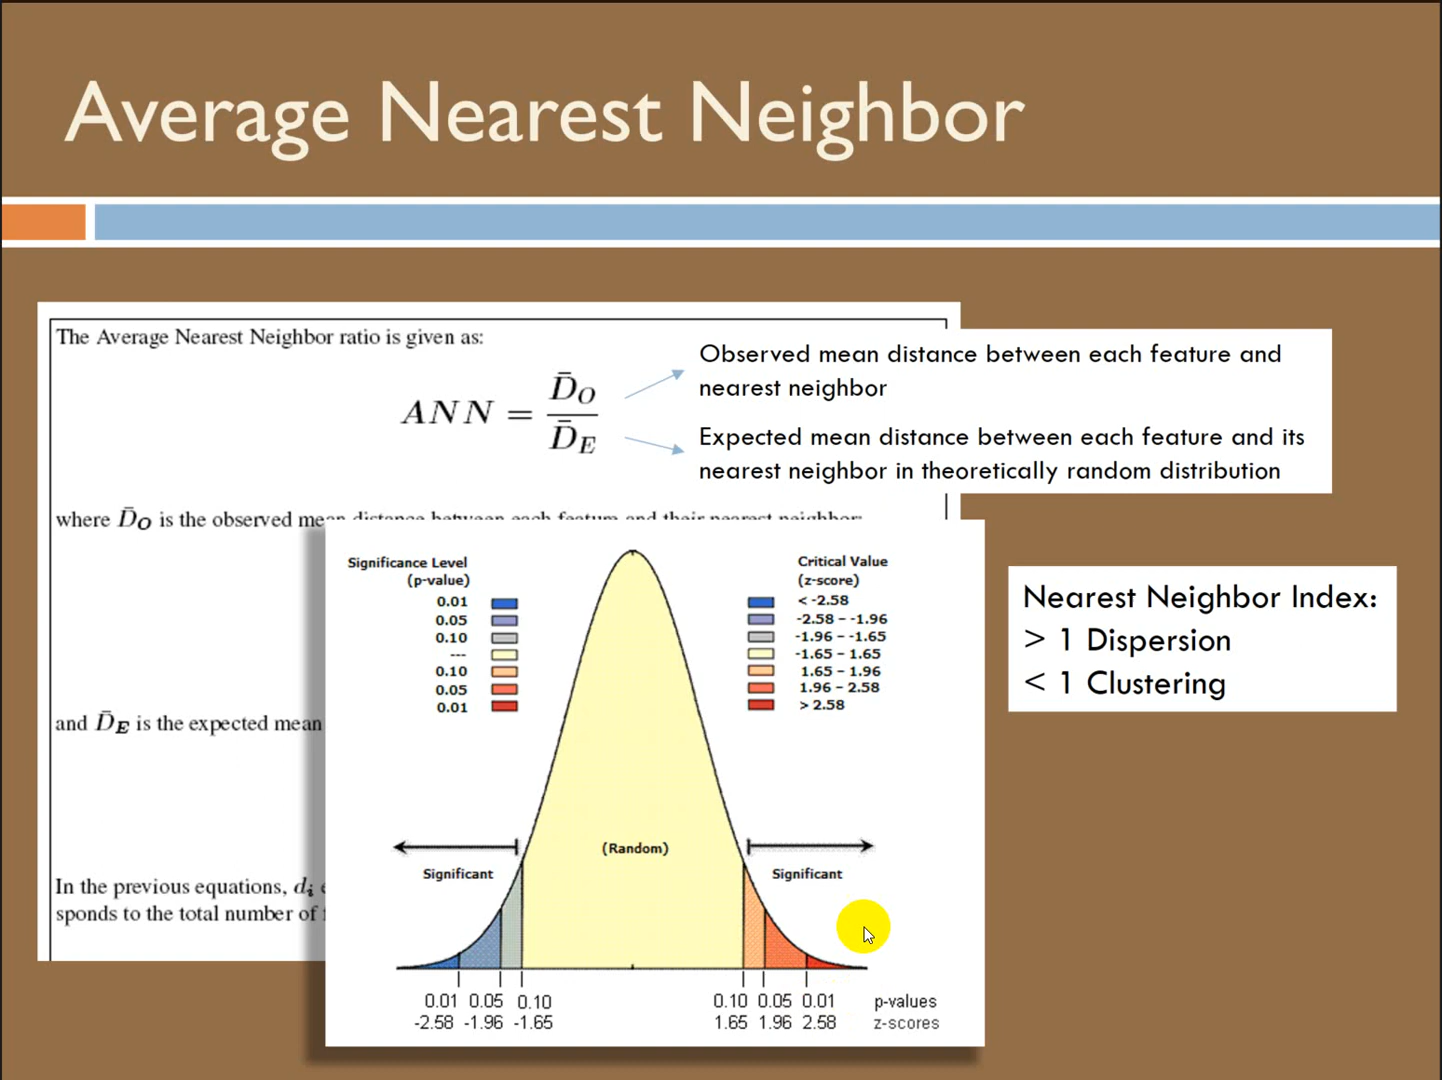 Average Nearest Neighbor
The Average Nearest Neighbor ratio is given as:
ANN = D̄_O / D̄_E
Observed mean distance between each feature and
nearest neighbor
Expected mean distance between each feature and its
nearest neighbor in theoretically random distribution
where D̄_O is the observed mean distance between each feature and their nearest neighbor:
and D̄_E is the expected mean
In the previous equations, d_i
sponds to the total number of
Significance Level
(p-value)
0.01
0.05
0.10
---
0.10
0.05
0.01
Critical Value
(z-score)
< -2.58
-2.58 – -1.96
-1.96 – -1.65
-1.65 – 1.65
1.65 – 1.96
1.96 – 2.58
> 2.58
(Random)
Significant
Significant
0.01 0.05 0.10 0.10 0.05 0.01 p-values
-2.58 -1.96 -1.65 1.65 1.96 2.58 z-scores
Nearest Neighbor Index:
> 1 Dispersion
< 1 Clustering